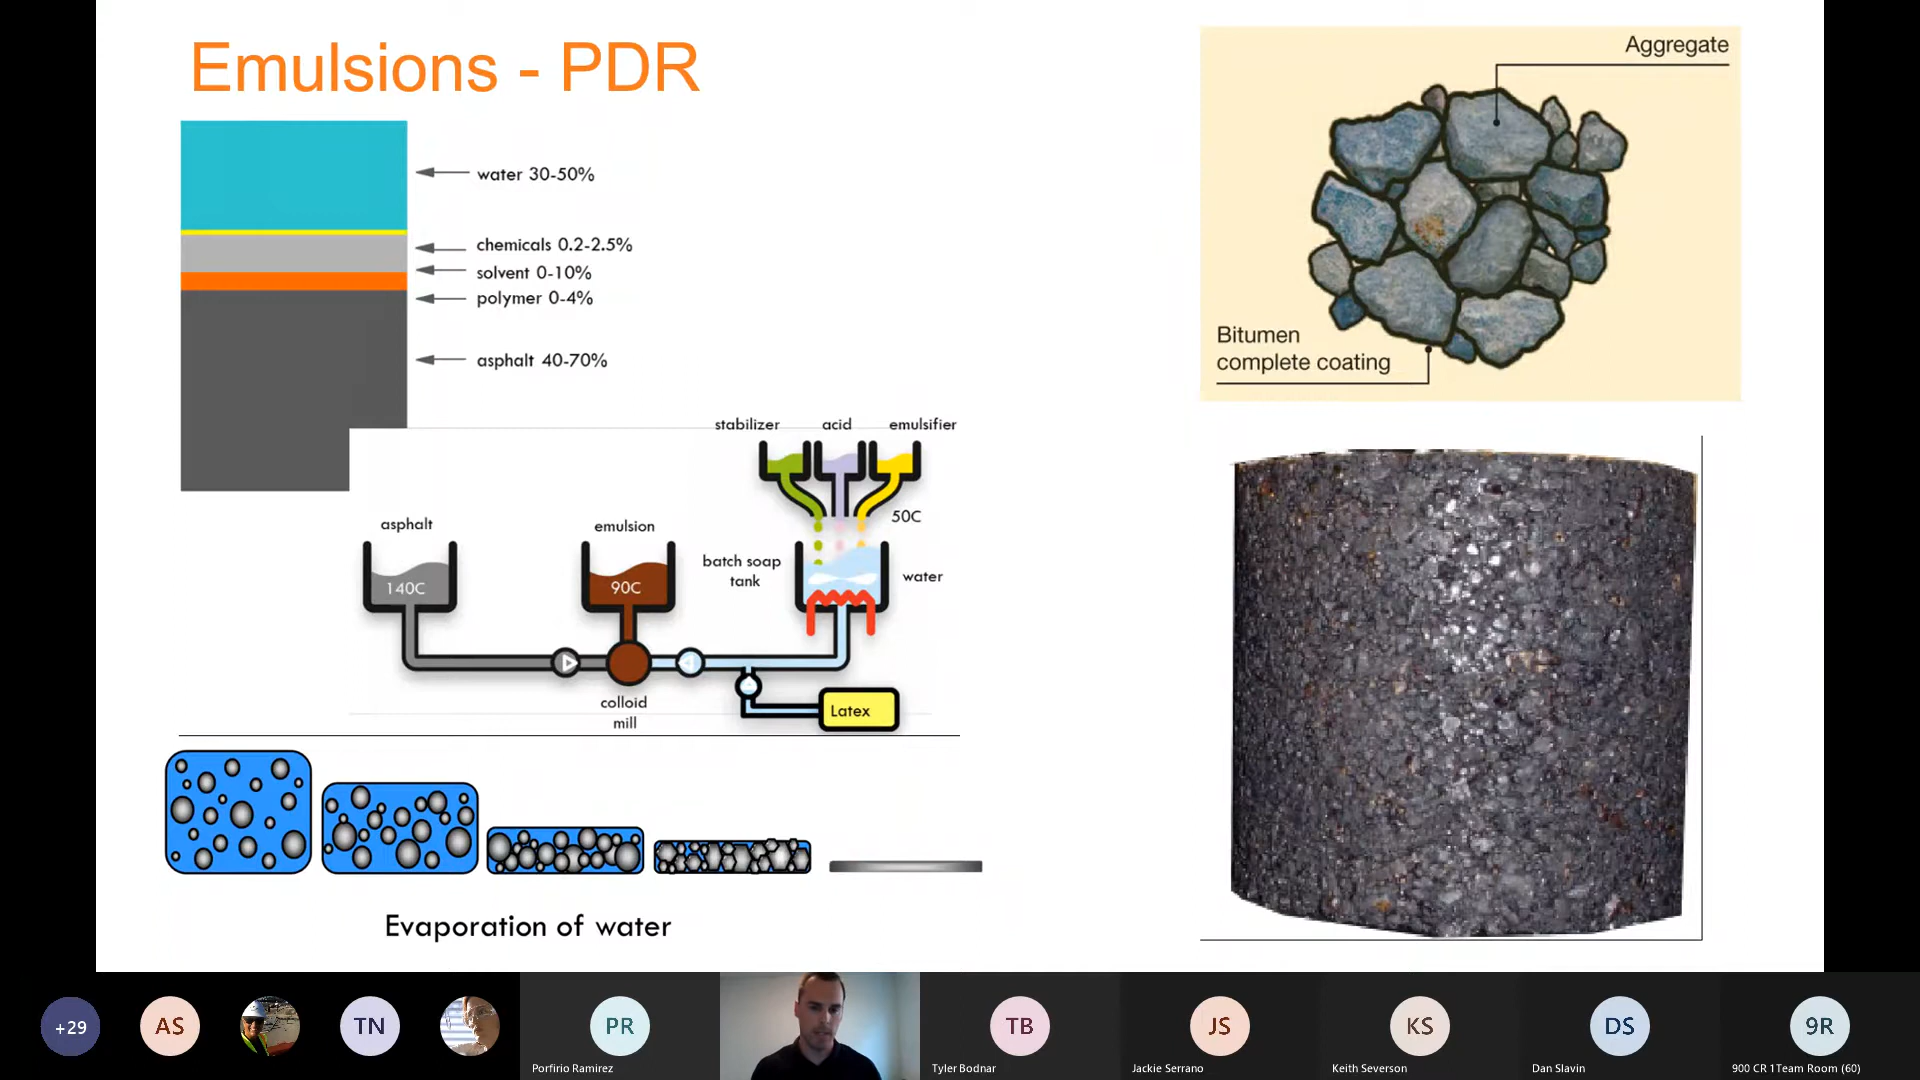 Emulsions - PDR
water 30-50%
chemicals 0.2-2.5%
solvent 0-10%
polymer 0-4%
asphalt 40-70%
Aggregate
Bitumen
complete coating
stabilizer
acid
emulsifier
50C
asphalt
140C
emulsion
90C
batch soap
tank
water
colloid
mill
Latex
Evaporation of water
+29
AS
TN
PR
Porfirio Ramirez
TB
Tyler Bodnar
JS
Jackie Serrano
KS
Keith Severson
DS
Dan Slavin
9R
900 CR 1Team Room (60)